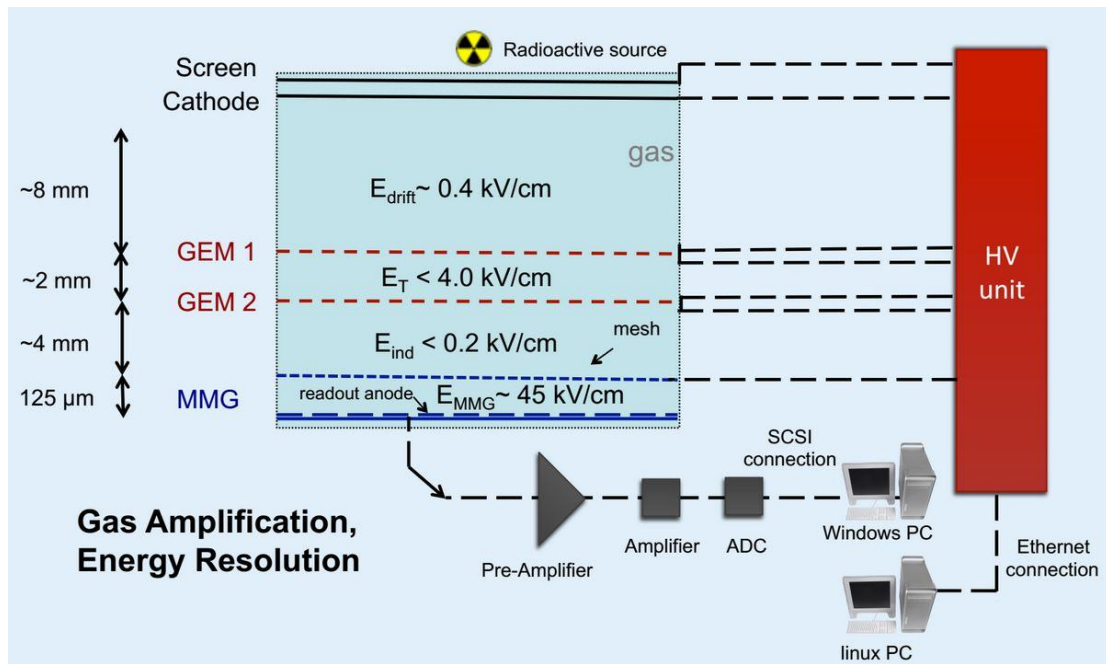 Radioactive source
Screen
Cathode
gas
~8 mm
E_drift~ 0.4 kV/cm
GEM 1
HV
unit
~2 mm
E_T < 4.0 kV/cm
GEM 2
mesh
~4 mm
E_ind < 0.2 kV/cm
125 µm
MMG
readout anode
E_MMG~ 45 kV/cm
SCSI
connection
Gas Amplification,
Energy Resolution
Pre-Amplifier
Amplifier
ADC
Windows PC
Ethernet
connection
linux PC